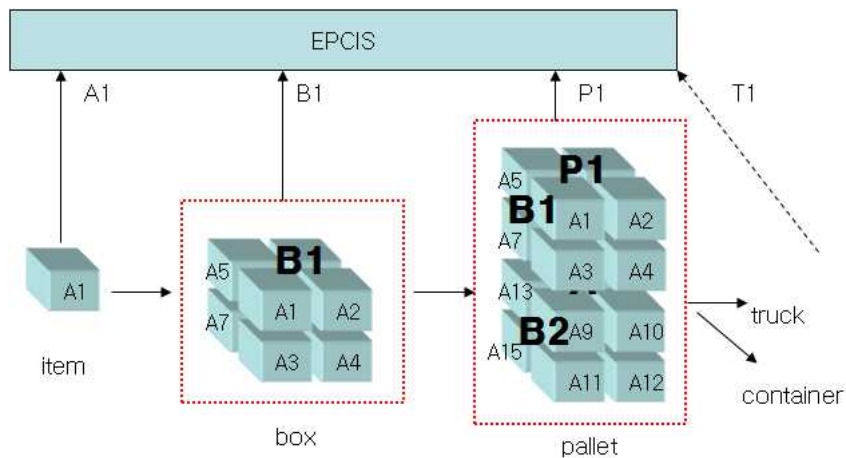 EPCIS
A1
B1
P1
T1
A1
item
B1
A5
A1
A2
A7
A3
A4
box
P1
A5
B1
A1
A2
A7
A3
A4
A13
B2
A9
A10
A15
A11
A12
pallet
truck
container